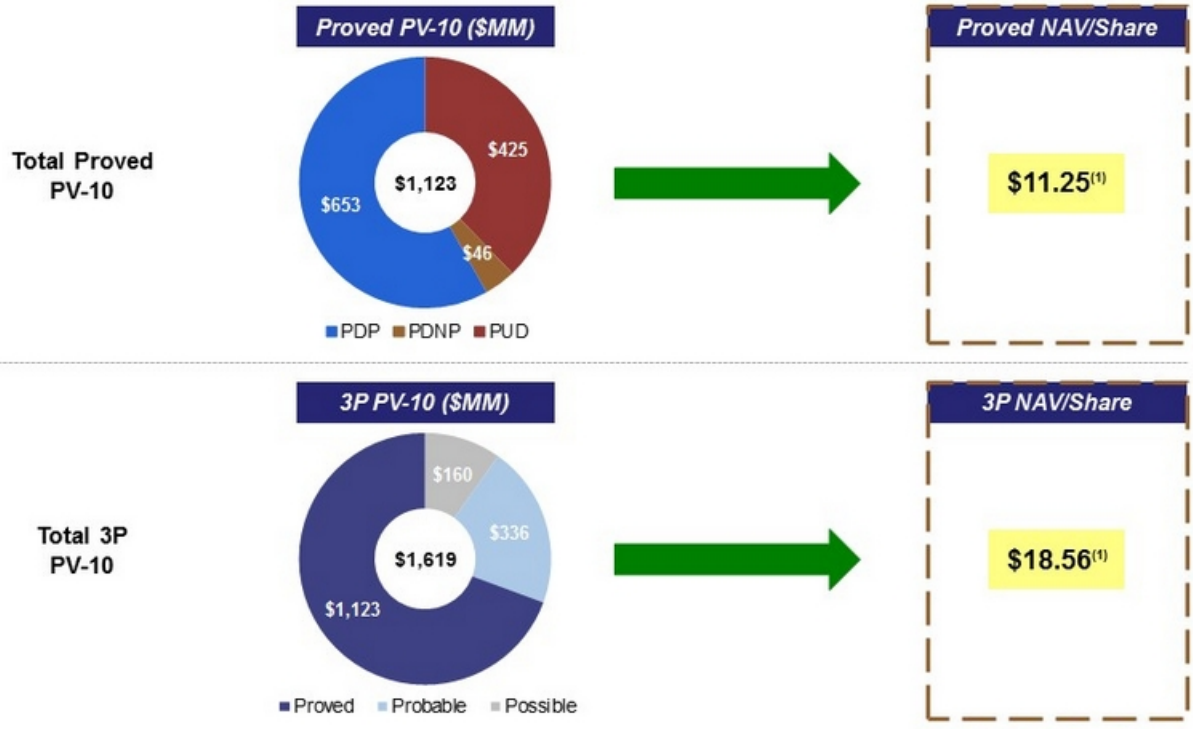 Proved PV-10 ($MM)
Proved NAV/Share
Total Proved
PV-10
$425
$1,123
$653
$46
$11.25(1)
PDP PDNP PUD
3P PV-10 ($MM)
3P NAV/Share
Total 3P
PV-10
$160
$336
$1,619
$1,123
$18.56(1)
Proved Probable Possible